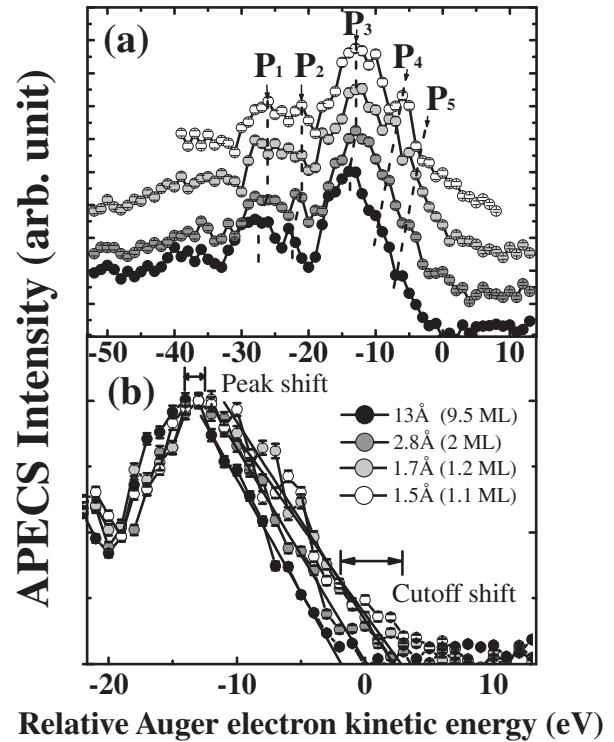 (a)
P1
P2
P3
P4
P5
-50
-40
-30
-20
-10
0
10
(b)
Peak shift
13Å (9.5 ML)
2.8Å (2 ML)
1.7Å (1.2 ML)
1.5Å (1.1 ML)
Cutoff shift
-20
-10
0
10
APECS Intensity (arb. unit)
Relative Auger electron kinetic energy (eV)